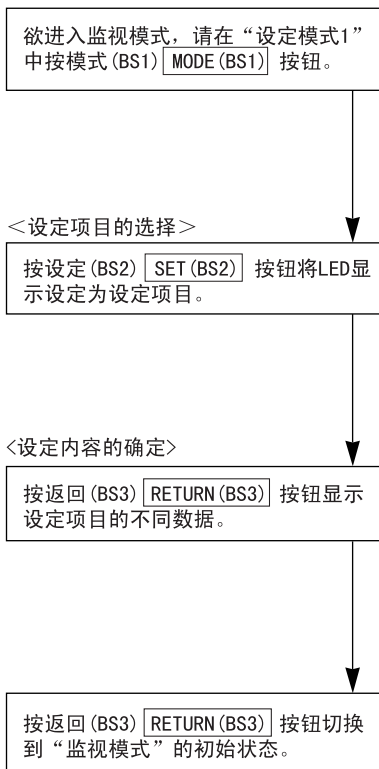 欲进入监视模式，请在“设定模式1”
中按模式(BS1) MODE(BS1) 按钮。
＜设定项目的选择＞
按设定(BS2) SET(BS2) 按钮将LED显
示设定为设定项目。
<设定内容的确定>
按返回(BS3) RETURN(BS3) 按钮显示
设定项目的不同数据。
按返回(BS3) RETURN(BS3) 按钮切换
到“监视模式”的初始状态。